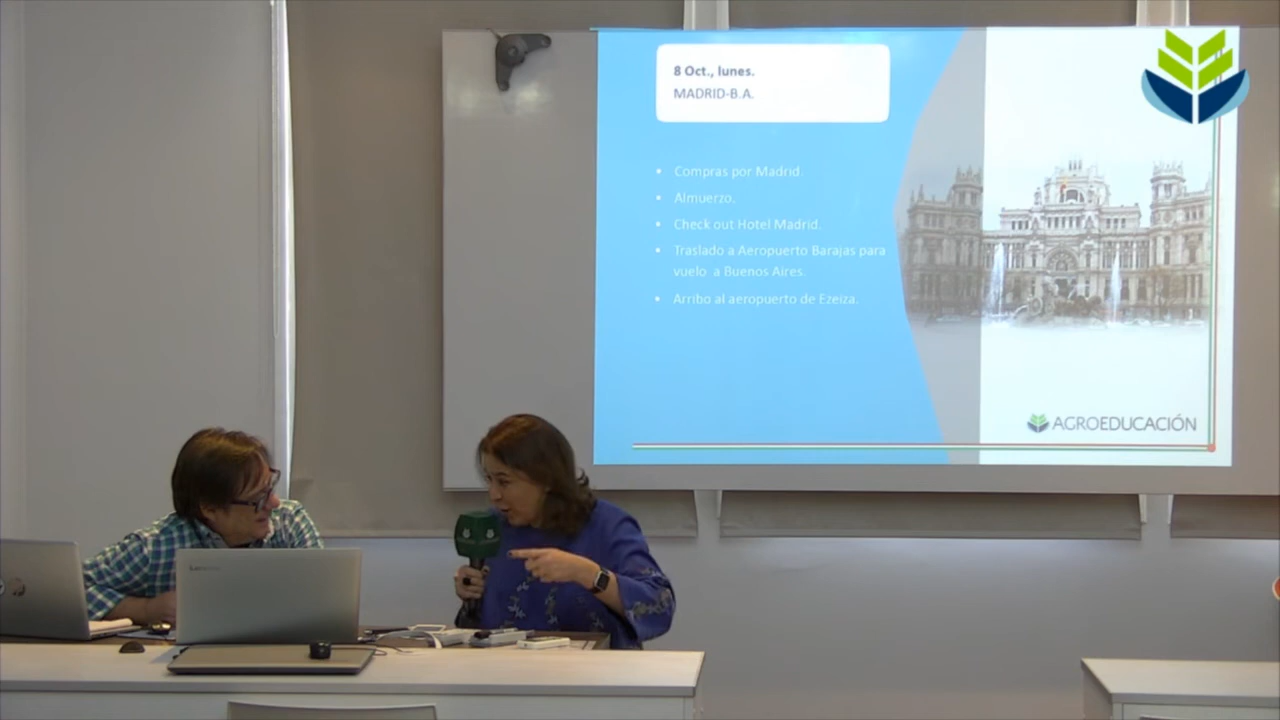 8 Oct., lunes.
MADRID-B.A.
• Compras por Madrid.
• Almuerzo.
• Check out Hotel Madrid.
• Traslado a Aeropuerto Barajas para
vuelo a Buenos Aires.
• Arribo al aeropuerto de Ezeiza.
AGROEDUCACIÓN